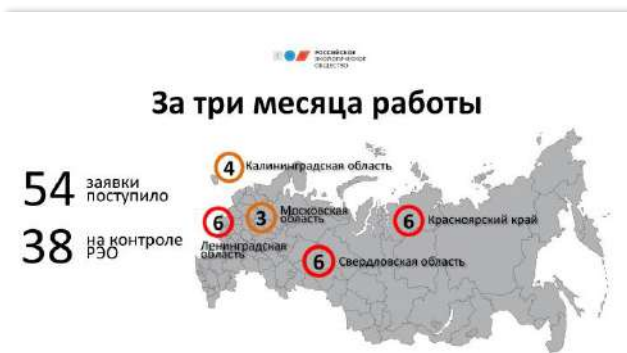 РОССИЙСКОЕ
ЭКОЛОГИЧЕСКОЕ
ОБЩЕСТВО
За три месяца работы
54 заявки
поступило
38 на контроле
РЭО
4 Калининградская область
6 Ленинградская
область
3 Московская
область
6 Красноярский край
6 Свердловская область